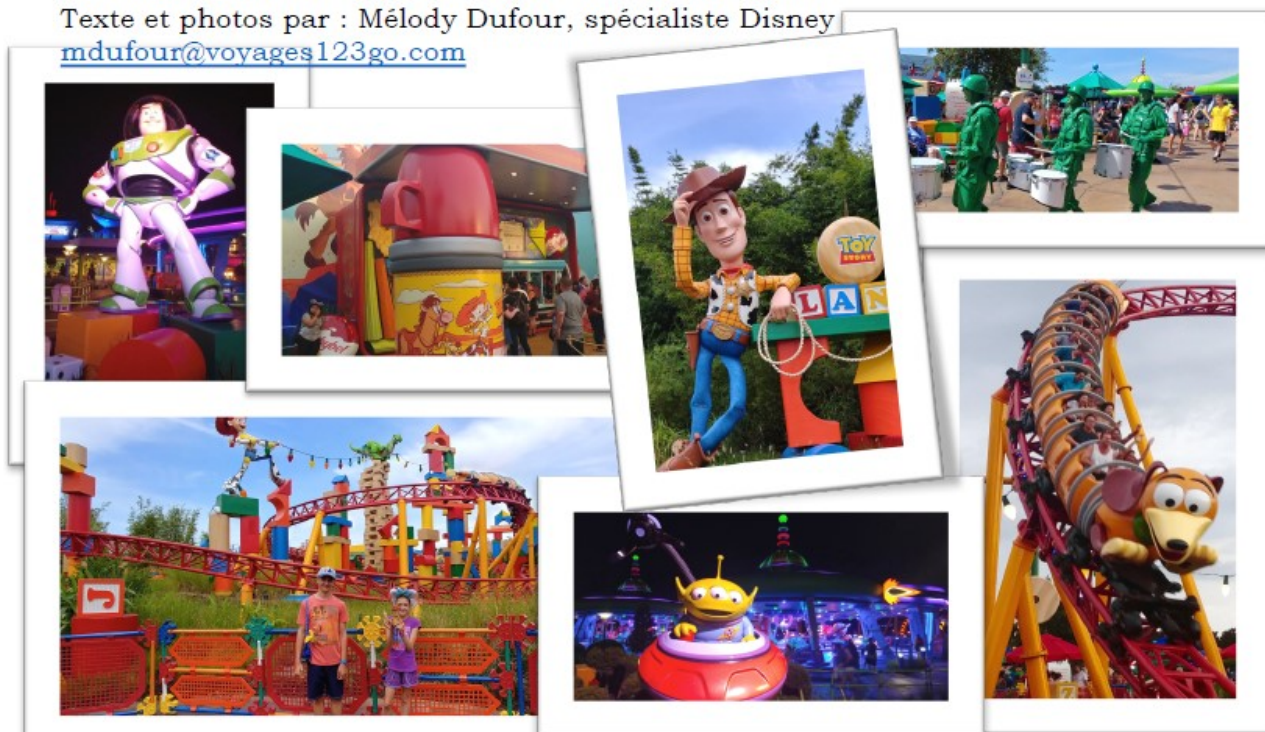 Texte et photos par : Mélody Dufour, spécialiste Disney
mdufour@voyages123go.com
TOY
STORY
LAN
J